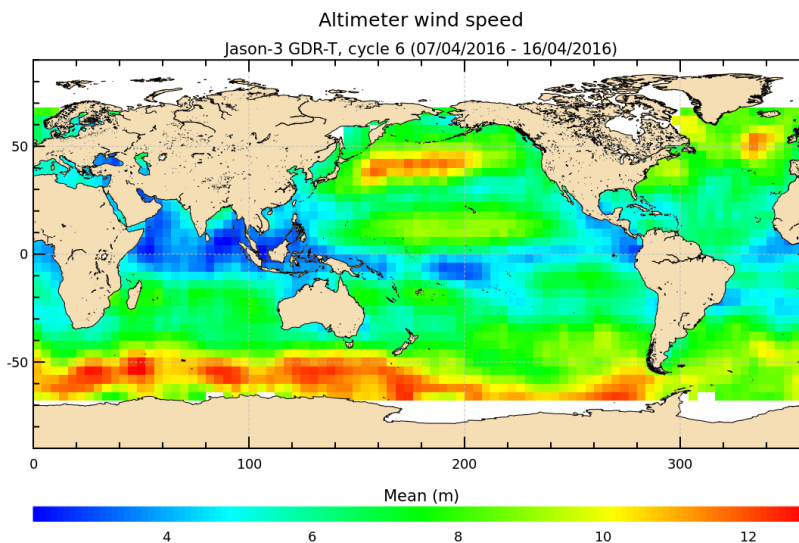 Altimeter wind speed
Jason-3 GDR-T, cycle 6 (07/04/2016 - 16/04/2016)
50
0
-50
0 100 200 300
Mean (m)
4 6 8 10 12